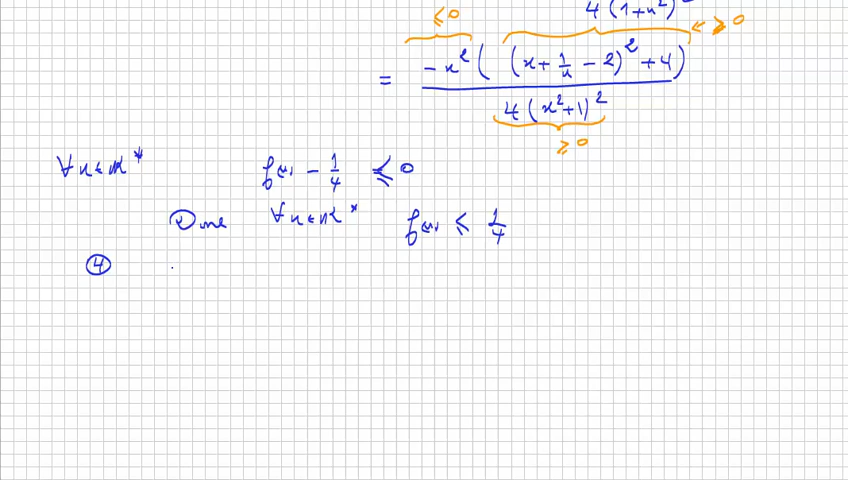 ≤ 0 4(1+x²)²
≥ 0
= −x²((x + 1/x − 2)² + 4) / 4(x²+1)²
≥ 0
∀x∈ℝ* f(x) − 1/4 ≤ 0
Donc ∀x∈ℝ* f(x) ≤ 1/4
④